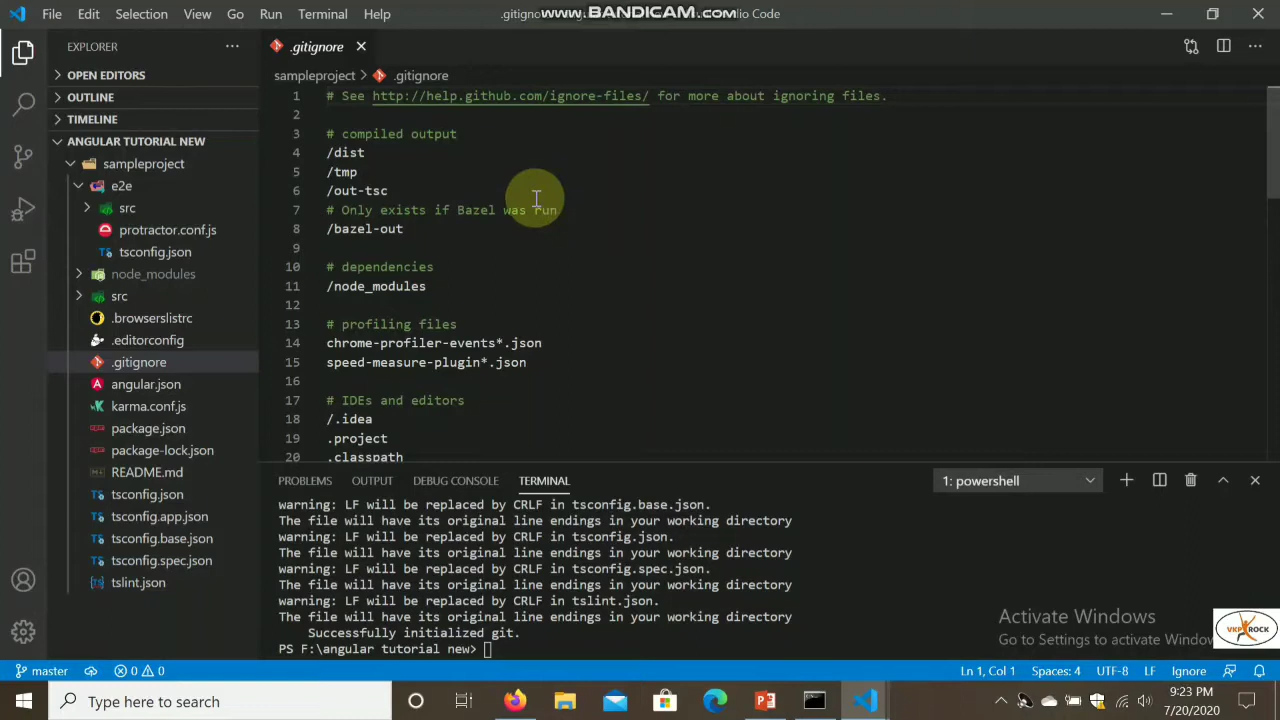 File Edit Selection View Go Run Terminal Help
www.BANDICAM.com
.gitigno
lio Code
EXPLORER
.gitignore
OPEN EDITORS
OUTLINE
TIMELINE
ANGULAR TUTORIAL NEW
sampleproject
e2e
src
protractor.conf.js
tsconfig.json
node_modules
src
.browserslistrc
.editorconfig
.gitignore
angular.json
karma.conf.js
package.json
package-lock.json
README.md
tsconfig.json
tsconfig.app.json
tsconfig.base.json
tsconfig.spec.json
tslint.json
sampleproject > .gitignore
1 # See http://help.github.com/ignore-files/ for more about ignoring files.
2
3 # compiled output
4 /dist
5 /tmp
6 /out-tsc
7 # Only exists if Bazel was run
8 /bazel-out
9
10 # dependencies
11 /node_modules
12
13 # profiling files
14 chrome-profiler-events*.json
15 speed-measure-plugin*.json
16
17 # IDEs and editors
18 /.idea
19 .project
20 .classpath
PROBLEMS OUTPUT DEBUG CONSOLE TERMINAL
1: powershell
warning: LF will be replaced by CRLF in tsconfig.base.json.
The file will have its original line endings in your working directory
warning: LF will be replaced by CRLF in tsconfig.json.
The file will have its original line endings in your working directory
warning: LF will be replaced by CRLF in tsconfig.spec.json.
The file will have its original line endings in your working directory
warning: LF will be replaced by CRLF in tslint.json.
The file will have its original line endings in your working directory
Successfully initialized git.
PS F:\angular tutorial new>
Activate Windows
Go to Settings to activate Window
VKP ROCK
master 0 0
Ln 1, Col 1 Spaces: 4 UTF-8 LF Ignore
Type here to search
9:23 PM
7/20/2020